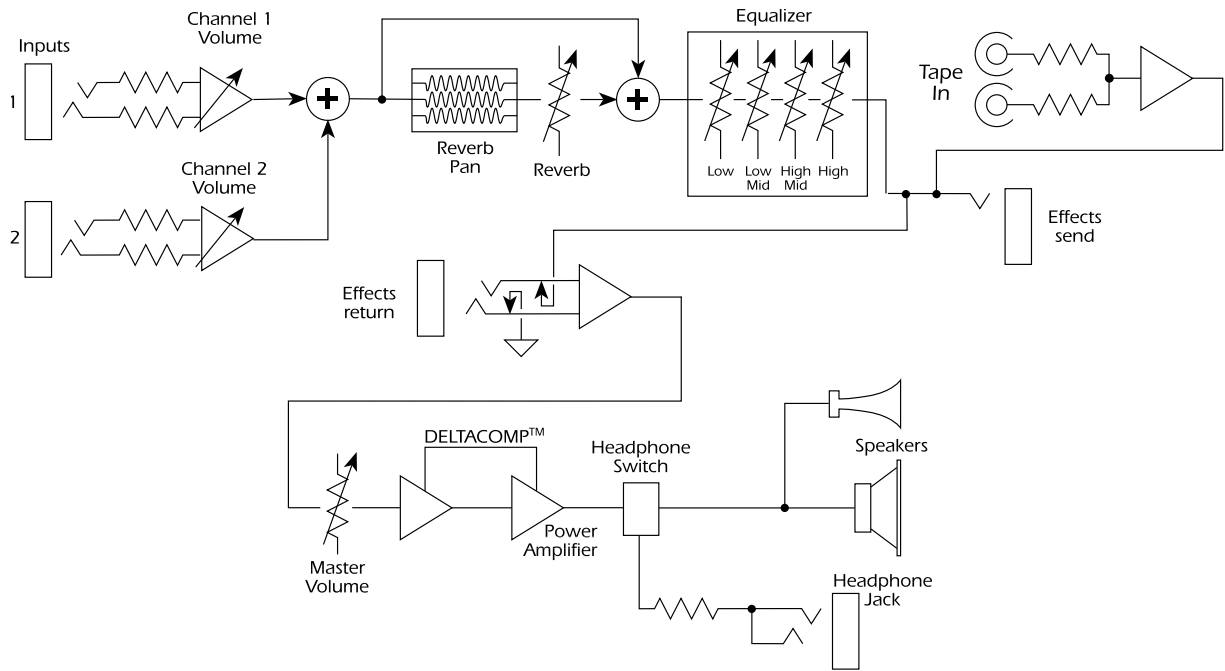 Inputs
Channel 1
Volume
Equalizer
1
Tape
In
Reverb
Pan
Reverb
Low
Low
Mid
High
Mid
High
Channel 2
Volume
2
Effects
send
Effects
return
DELTACOMP™
Headphone
Switch
Speakers
Power
Amplifier
Master
Volume
Headphone
Jack